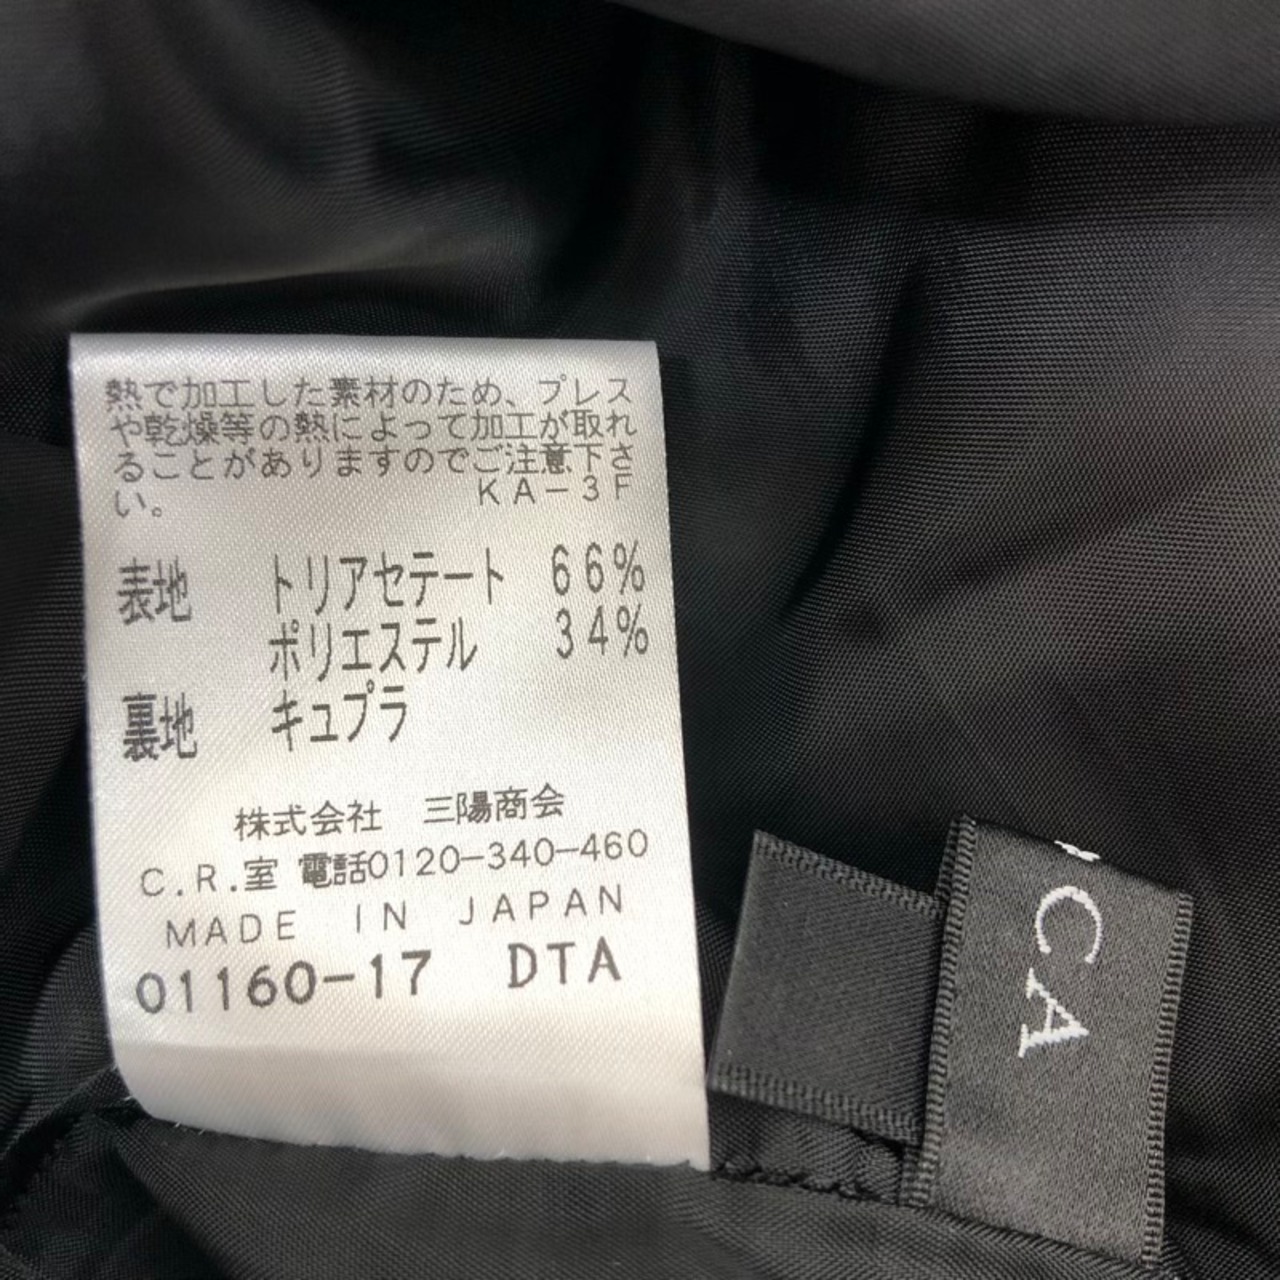 熱で加工した素材のため、プレス
や乾燥等の熱によって加工が取れ
ることがありますのでご注意下さ
い。 KA-3F
表地 トリアセテート 66%
ポリエステル 34%
裏地 キュプラ
株式会社 三陽商会
C.R.室 電話0120-340-460
MADE IN JAPAN
01160-17 DTA
CA